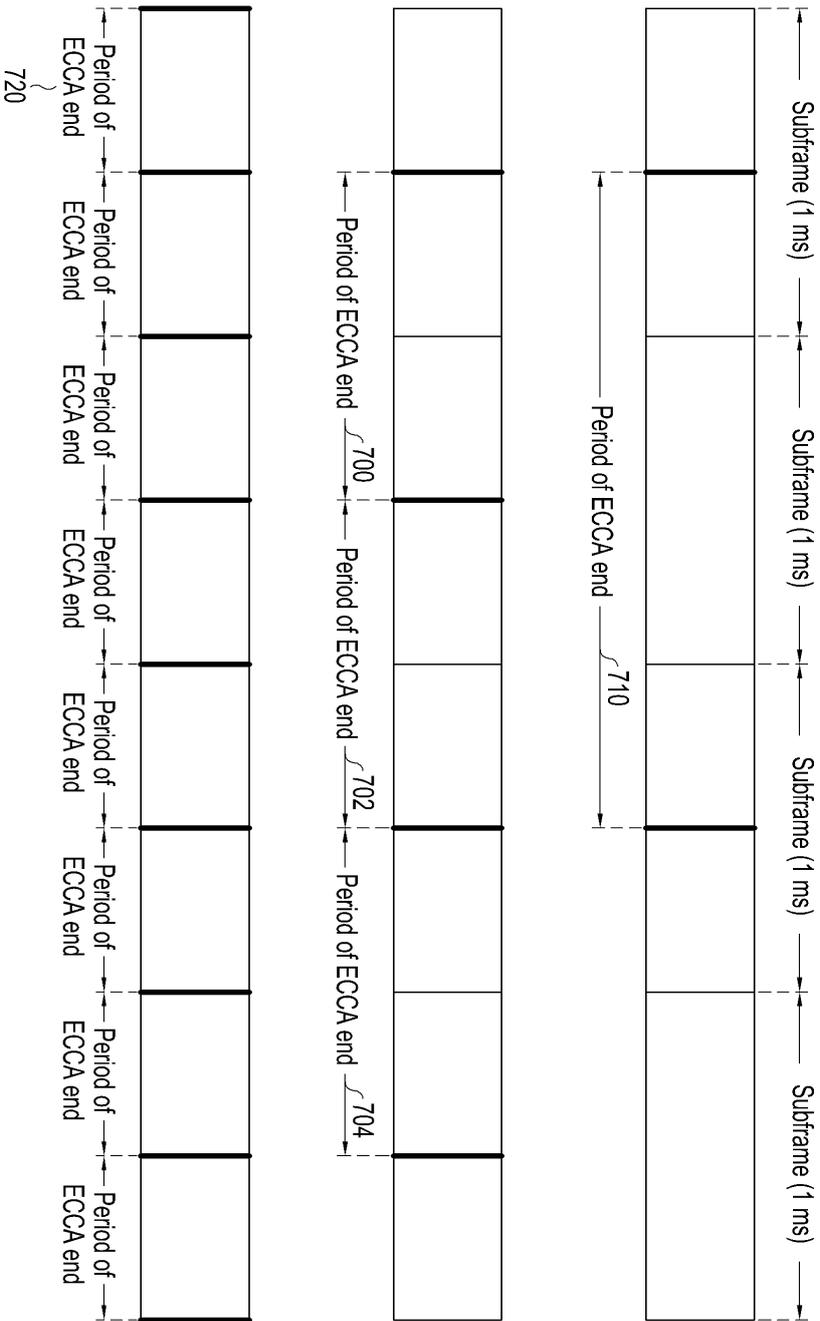 Subframe (1 ms)
Subframe (1 ms)
Subframe (1 ms)
Subframe (1 ms)
Period of ECCA end
710
Period of ECCA end
700
Period of ECCA end
702
Period of ECCA end
704
Period of
ECCA end
Period of
ECCA end
Period of
ECCA end
Period of
ECCA end
Period of
ECCA end
Period of
ECCA end
Period of
ECCA end
Period of
ECCA end
720